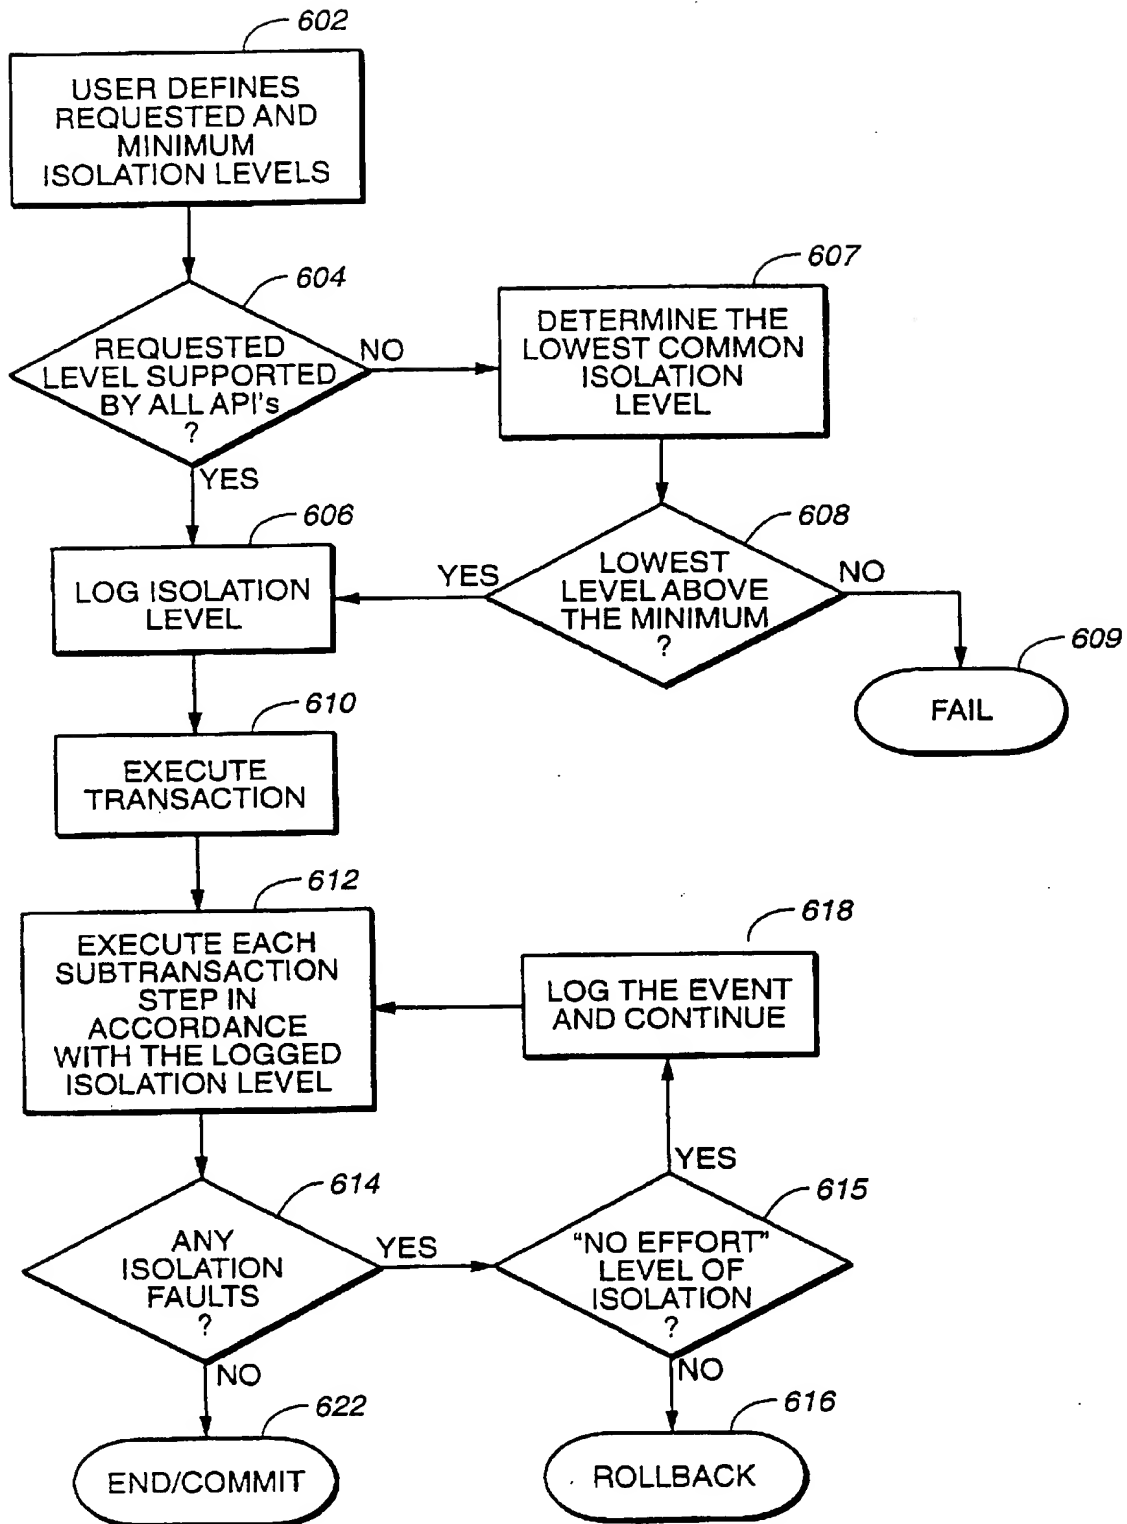 602
USER DEFINES
REQUESTED AND
MINIMUM
ISOLATION LEVELS
604
REQUESTED
LEVEL SUPPORTED
BY ALL API's
?
NO
YES
607
DETERMINE THE
LOWEST COMMON
ISOLATION
LEVEL
606
LOG ISOLATION
LEVEL
608
LOWEST
LEVEL ABOVE
THE MINIMUM
?
YES
NO
609
FAIL
610
EXECUTE
TRANSACTION
612
EXECUTE EACH
SUBTRANSACTION
STEP IN
ACCORDANCE
WITH THE LOGGED
ISOLATION LEVEL
618
LOG THE EVENT
AND CONTINUE
614
ANY
ISOLATION
FAULTS
?
YES
NO
615
YES
"NO EFFORT"
LEVEL OF
ISOLATION
?
NO
622
END/COMMIT
616
ROLLBACK